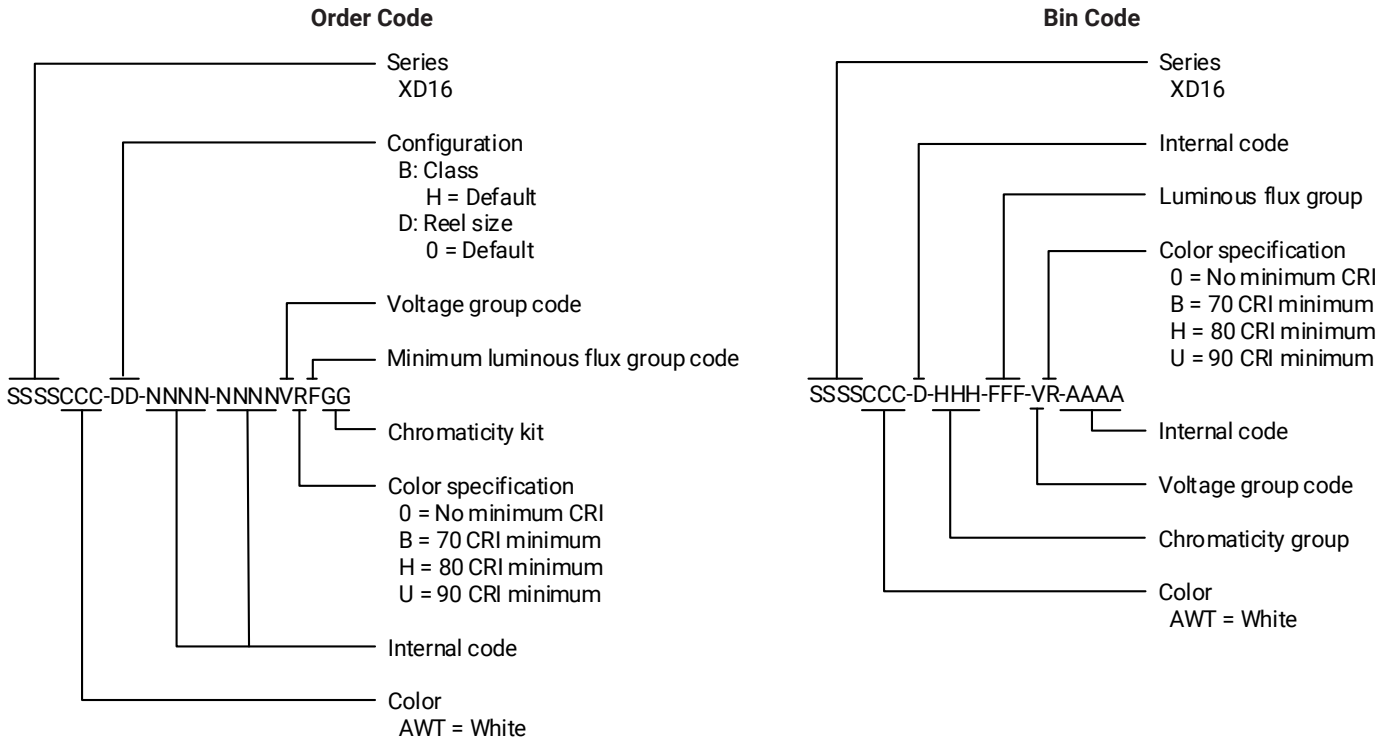 Order Code
Series
XD16
Configuration
B: Class
H = Default
D: Reel size
0 = Default
Voltage group code
Minimum luminous flux group code
SSSSCCC-DD-NNNN-NNNNVRFGG
Chromaticity kit
Color specification
0 = No minimum CRI
B = 70 CRI minimum
H = 80 CRI minimum
U = 90 CRI minimum
Internal code
Color
AWT = White
Bin Code
Series
XD16
Internal code
Luminous flux group
Color specification
0 = No minimum CRI
B = 70 CRI minimum
H = 80 CRI minimum
U = 90 CRI minimum
SSSSCCC-D-HHH-FFF-VR-AAAA
Internal code
Voltage group code
Chromaticity group
Color
AWT = White